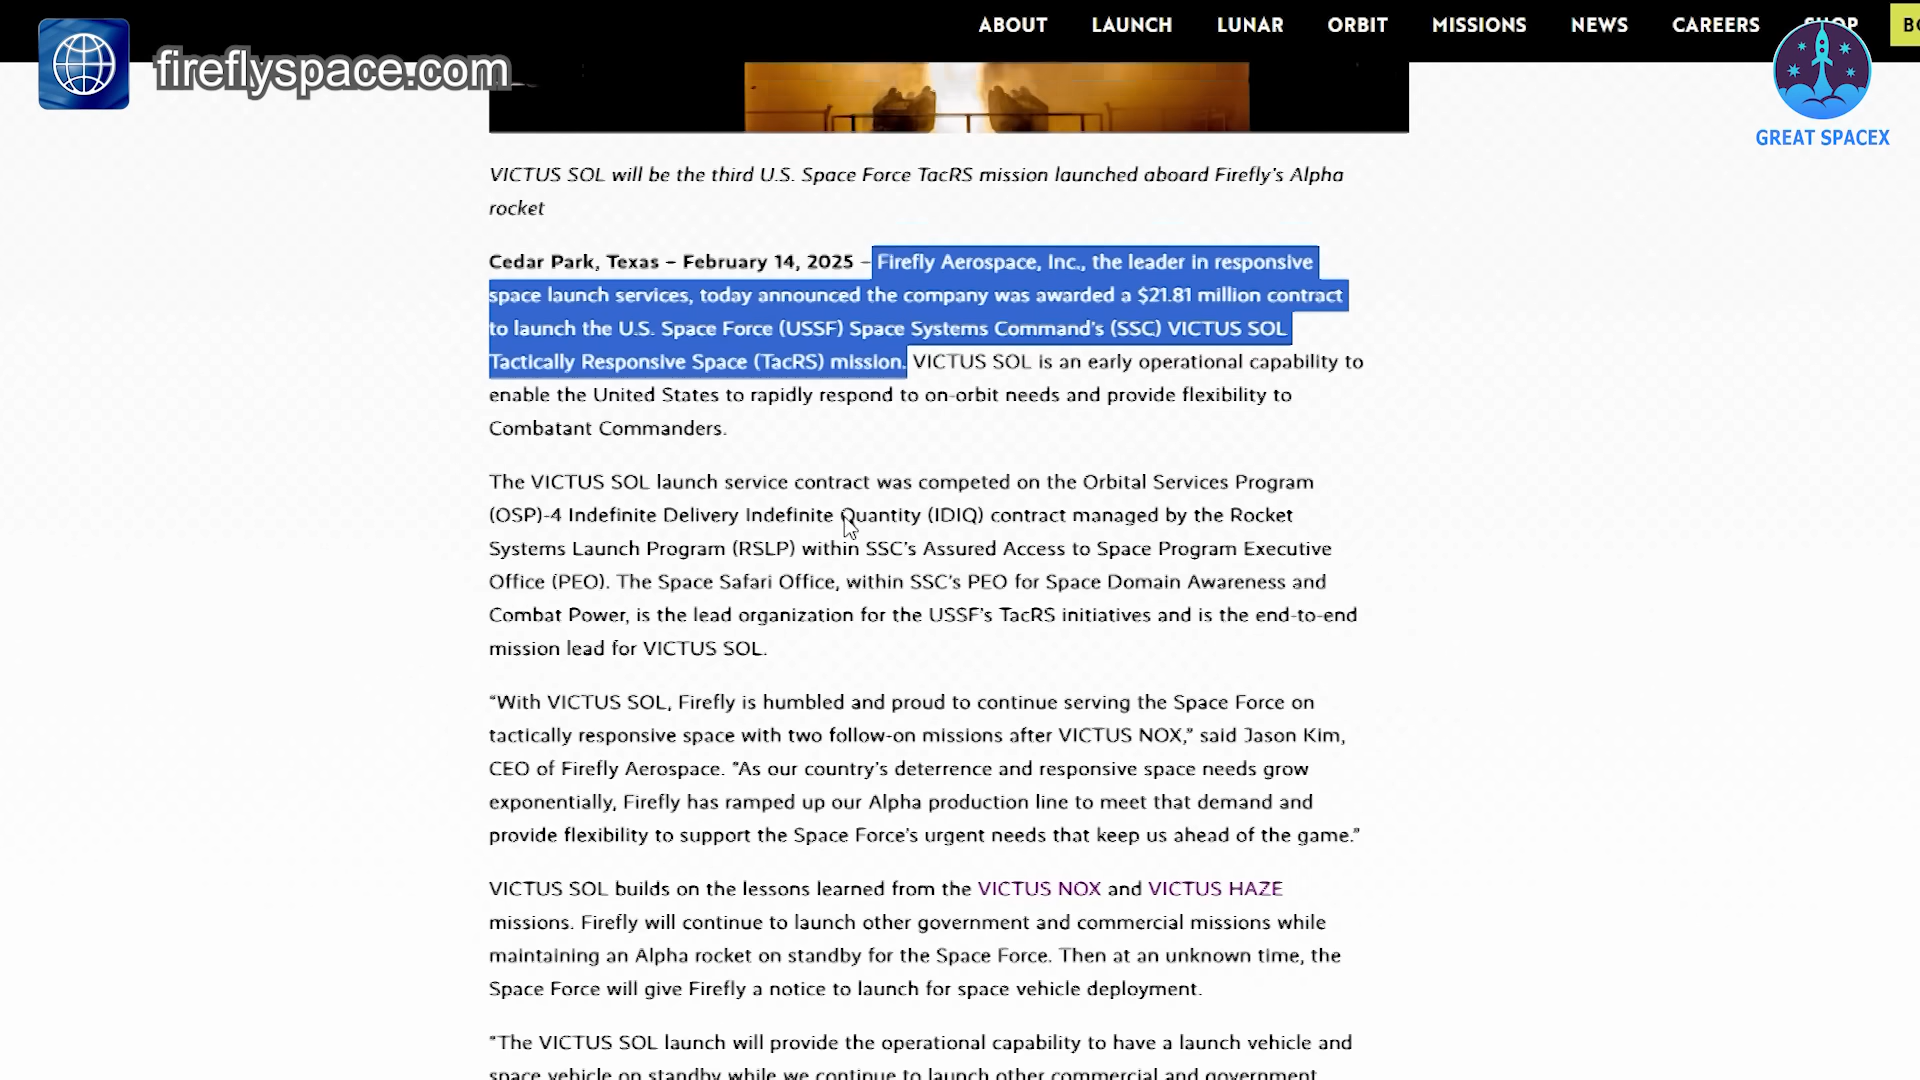 ABOUT LAUNCH LUNAR ORBIT MISSIONS NEWS CAREERS SHOP
fireflyspace.com
GREAT SPACEX
VICTUS SOL will be the third U.S. Space Force TacRS mission launched aboard Firefly’s Alpha
rocket
Cedar Park, Texas – February 14, 2025 – Firefly Aerospace, Inc., the leader in responsive
space launch services, today announced the company was awarded a $21.81 million contract
to launch the U.S. Space Force (USSF) Space Systems Command’s (SSC) VICTUS SOL
Tactically Responsive Space (TacRS) mission. VICTUS SOL is an early operational capability to
enable the United States to rapidly respond to on-orbit needs and provide flexibility to
Combatant Commanders.
The VICTUS SOL launch service contract was competed on the Orbital Services Program
(OSP)-4 Indefinite Delivery Indefinite Quantity (IDIQ) contract managed by the Rocket
Systems Launch Program (RSLP) within SSC’s Assured Access to Space Program Executive
Office (PEO). The Space Safari Office, within SSC’s PEO for Space Domain Awareness and
Combat Power, is the lead organization for the USSF’s TacRS initiatives and is the end-to-end
mission lead for VICTUS SOL.
“With VICTUS SOL, Firefly is humbled and proud to continue serving the Space Force on
tactically responsive space with two follow-on missions after VICTUS NOX,” said Jason Kim,
CEO of Firefly Aerospace. “As our country’s deterrence and responsive space needs grow
exponentially, Firefly has ramped up our Alpha production line to meet that demand and
provide flexibility to support the Space Force’s urgent needs that keep us ahead of the game.”
VICTUS SOL builds on the lessons learned from the VICTUS NOX and VICTUS HAZE
missions. Firefly will continue to launch other government and commercial missions while
maintaining an Alpha rocket on standby for the Space Force. Then at an unknown time, the
Space Force will give Firefly a notice to launch for space vehicle deployment.
“The VICTUS SOL launch will provide the operational capability to have a launch vehicle and
space vehicle on standby while we continue to launch other commercial and government